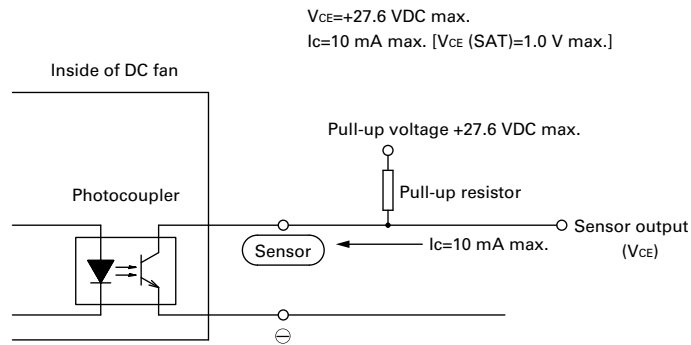 VCE=+27.6 VDC max.
Ic=10 mA max. [VCE (SAT)=1.0 V max.]
Inside of DC fan
Pull-up voltage +27.6 VDC max.
Photocoupler
Pull-up resistor
Sensor
Ic=10 mA max.
Sensor output
(VCE)
⊖